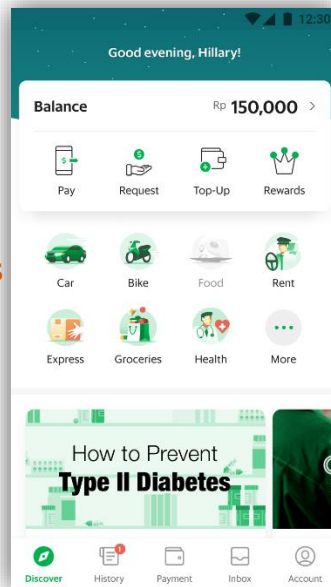 12:30
Good evening, Hillary!
Balance Rp 150,000 >
Pay Request Top-Up Rewards
Car Bike Food Rent
Express Groceries Health More
How to Prevent
Type II Diabetes
1
Discover History Payment Inbox Account